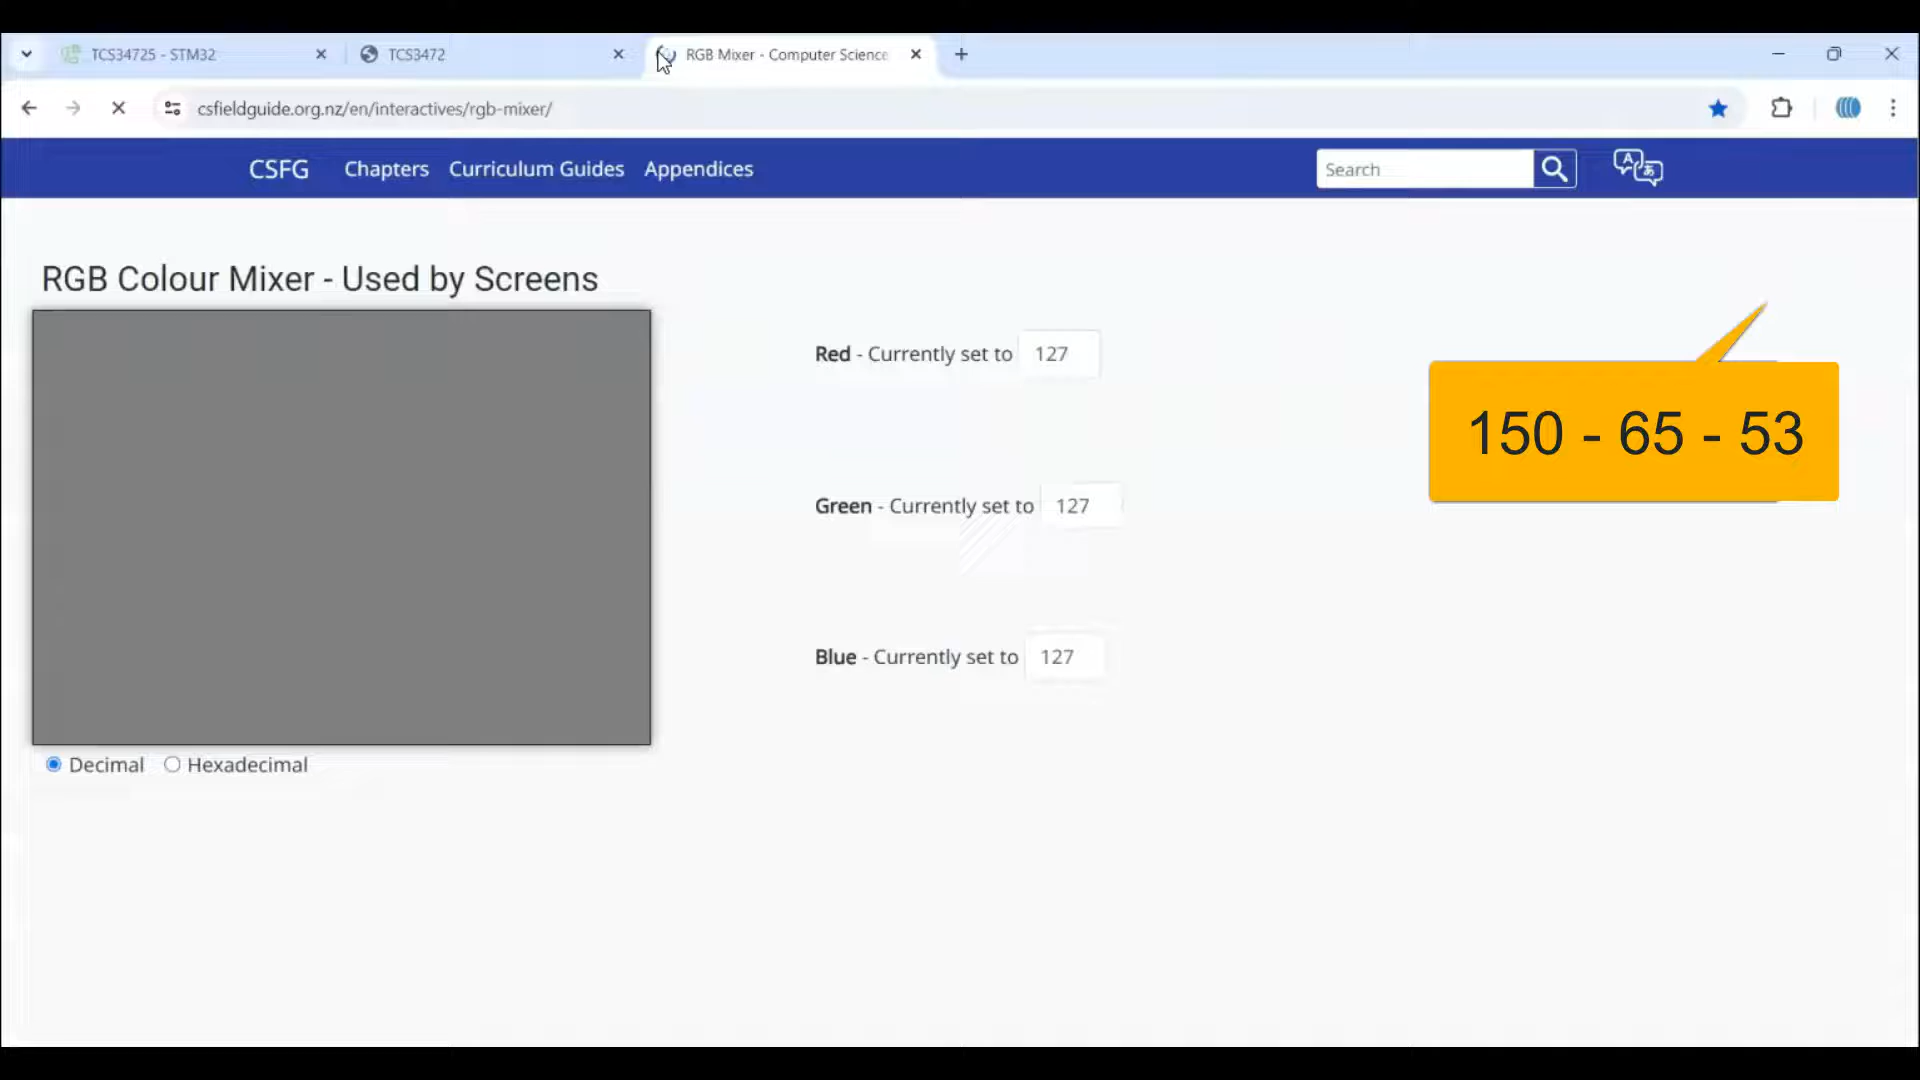 TCS34725 - STM32
TCS3472
RGB Mixer - Computer Science
csfieldguide.org.nz/en/interactives/rgb-mixer/
CSFG Chapters Curriculum Guides Appendices
Search
RGB Colour Mixer - Used by Screens
Red - Currently set to 127
150 - 65 - 53
Green - Currently set to 127
Blue - Currently set to 127
Decimal Hexadecimal